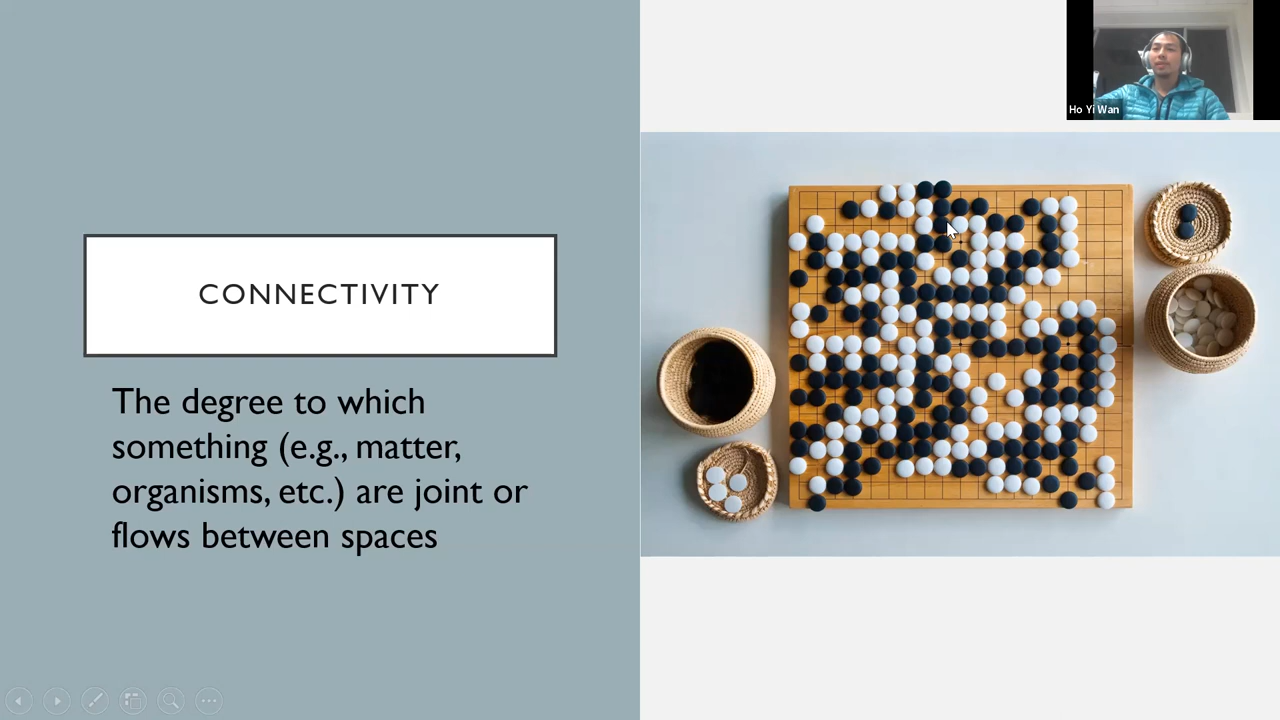 CONNECTIVITY
The degree to which
something (e.g., matter,
organisms, etc.) are joint or
flows between spaces
Ho Yi Wan